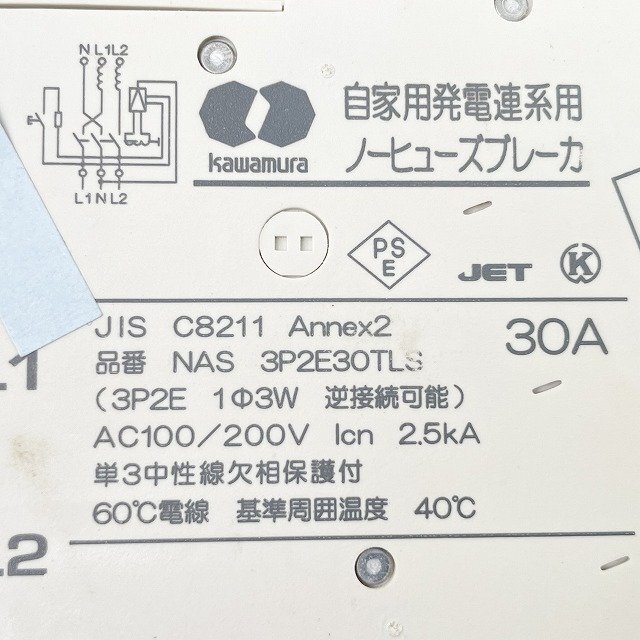 N L1 L2
L1 N L2
Kawamura
自家用発電連系用
ノーヒューズブレーカ
PS
E
JET
K
JIS C8211 Annex2
30A
品番 NAS 3P2E30TLS
(3P2E 1Φ3W 逆接続可能)
AC100/200V Icn 2.5kA
単3中性線欠相保護付
60℃電線 基準周囲温度 40℃
L1
L2